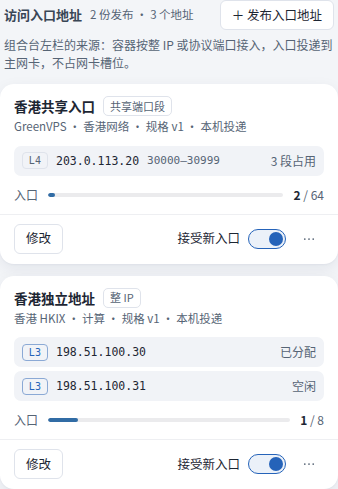 访问入口地址 2 份发布 · 3 个地址 ＋ 发布入口地址
组合台左栏的来源：容器按整 IP 或协议端口接入，入口投递到
主网卡，不占网卡槽位。
香港共享入口 共享端口段
GreenVPS · 香港网络 · 规格 v1 · 本机投递
L4 203.0.113.20 30000–30999 3 段占用
入口 2 / 64
修改 接受新入口 ···
香港独立地址 整 IP
香港 HKIX · 计算 · 规格 v1 · 本机投递
L3 198.51.100.30 已分配
L3 198.51.100.31 空闲
入口 1 / 8
修改 接受新入口 ···